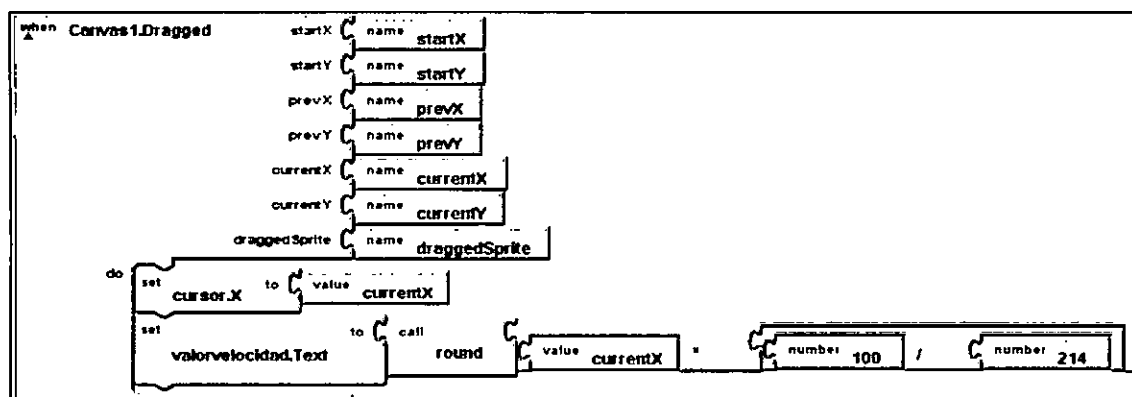 when Canvas1.Dragged startX name startX
startY name startY
prevX name prevX
prevY name prevY
currentX name currentX
currentY name currentY
draggedSprite name draggedSprite
do set cursor.X to value currentX
set valorvelocidad.Text to call round value currentX × number 100 / number 214